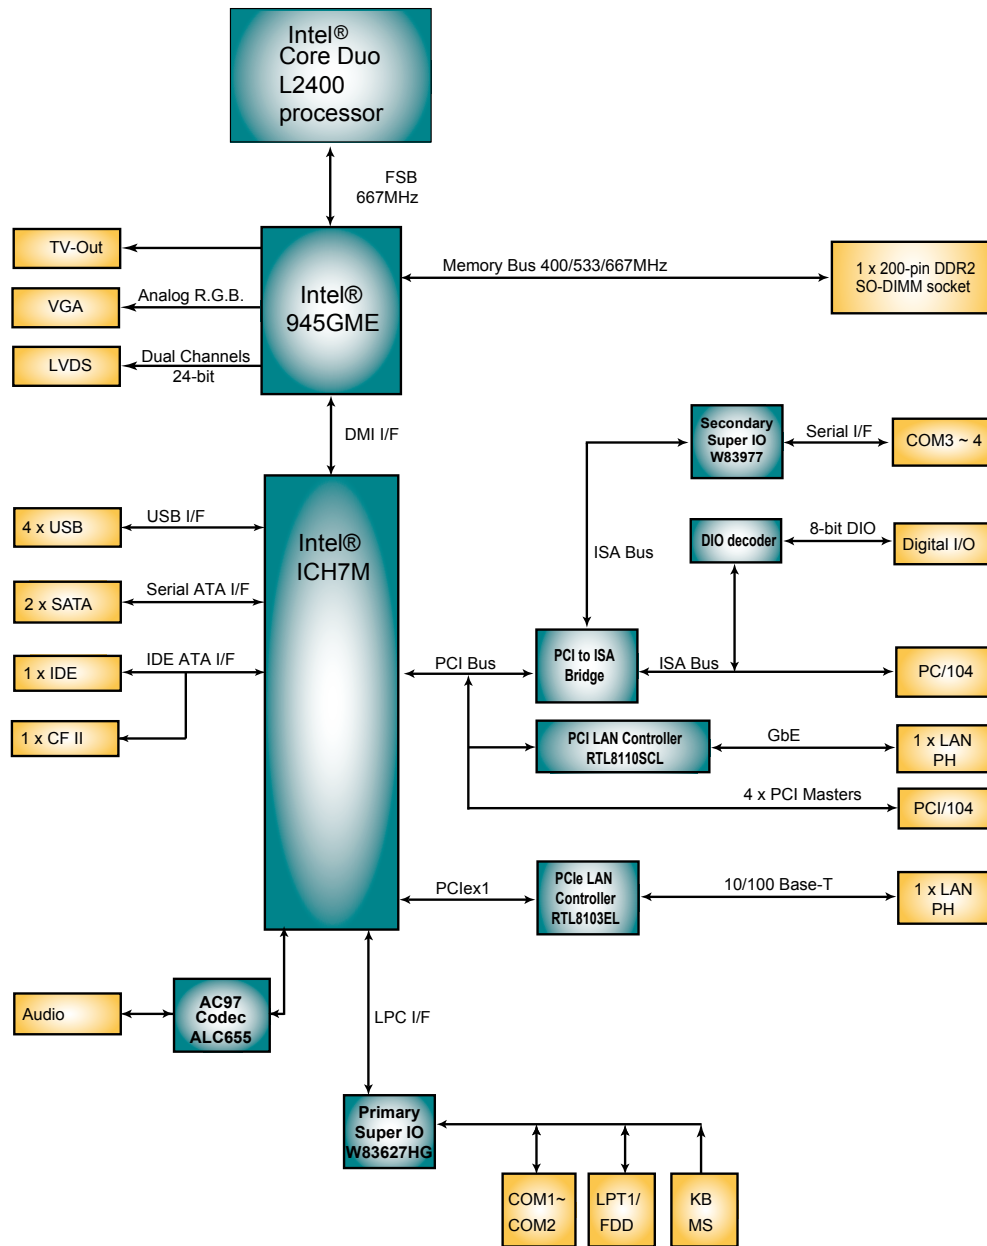 Intel®
Core Duo
L2400
processor
FSB
667MHz
TV-Out
VGA
Analog R.G.B.
LVDS
Dual Channels
24-bit
Intel®
945GME
Memory Bus 400/533/667MHz
1 x 200-pin DDR2
SO-DIMM socket
DMI I/F
Secondary
Super IO
W83977
Serial I/F
COM3 ~ 4
4 x USB
USB I/F
Intel®
ICH7M
ISA Bus
DIO decoder
8-bit DIO
Digital I/O
2 x SATA
Serial ATA I/F
1 x IDE
IDE ATA I/F
PCI Bus
PCI to ISA
Bridge
ISA Bus
PC/104
1 x CF II
PCI LAN Controller
RTL8110SCL
GbE
1 x LAN
PH
4 x PCI Masters
PCI/104
PCIex1
PCIe LAN
Controller
RTL8103EL
10/100 Base-T
1 x LAN
PH
Audio
AC97
Codec
ALC655
LPC I/F
Primary
Super IO
W83627HG
COM1~
COM2
LPT1/
FDD
KB
MS